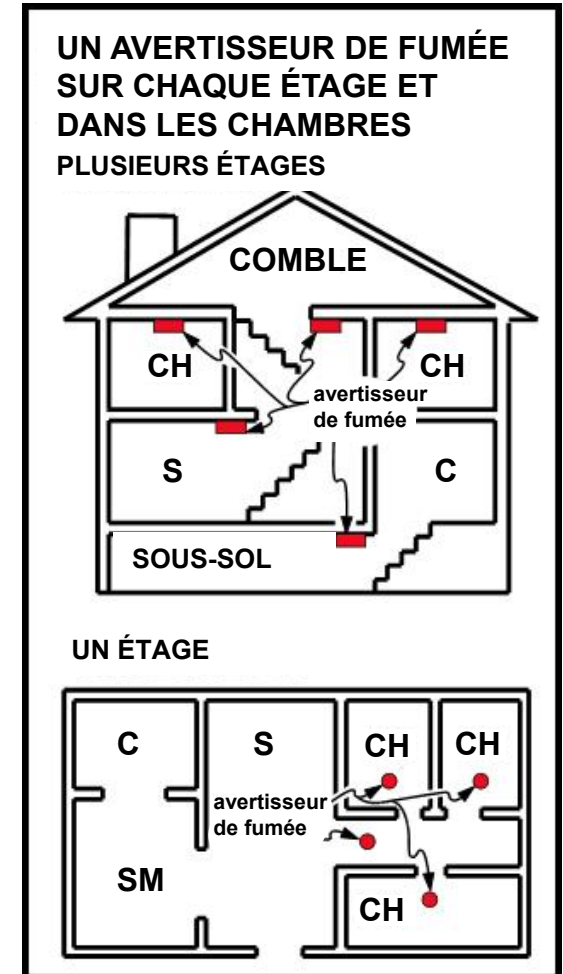 UN AVERTISSEUR DE FUMÉE
SUR CHAQUE ÉTAGE ET
DANS LES CHAMBRES
PLUSIEURS ÉTAGES
COMBLE
CH
CH
avertisseur
de fumée
S
C
SOUS-SOL
UN ÉTAGE
C
S
CH
CH
avertisseur
de fumée
SM
CH